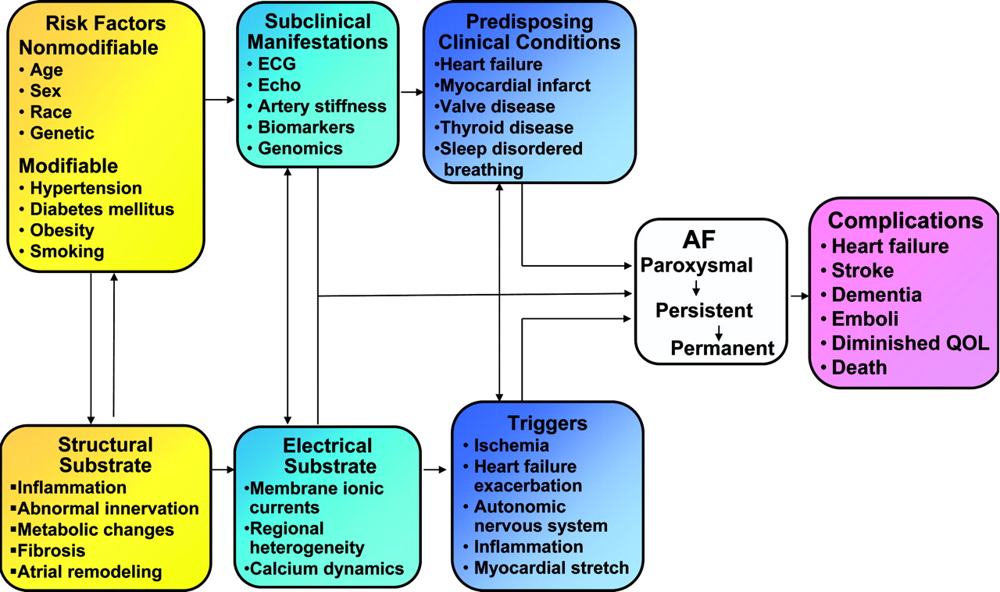 Risk Factors
Nonmodifiable
• Age
• Sex
• Race
• Genetic
Modifiable
• Hypertension
• Diabetes mellitus
• Obesity
• Smoking
Subclinical
Manifestations
• ECG
• Echo
• Artery stiffness
• Biomarkers
• Genomics
Predisposing
Clinical Conditions
•Heart failure
•Myocardial infarct
•Valve disease
•Thyroid disease
•Sleep disordered
breathing
AF
Paroxysmal
Persistent
Permanent
Complications
• Heart failure
• Stroke
• Dementia
• Emboli
• Diminished QOL
• Death
Structural
Substrate
▪Inflammation
▪Abnormal innervation
▪Metabolic changes
▪Fibrosis
▪Atrial remodeling
Electrical
Substrate
•Membrane ionic
currents
•Regional
heterogeneity
•Calcium dynamics
Triggers
• Ischemia
• Heart failure
exacerbation
• Autonomic
nervous system
• Inflammation
• Myocardial stretch